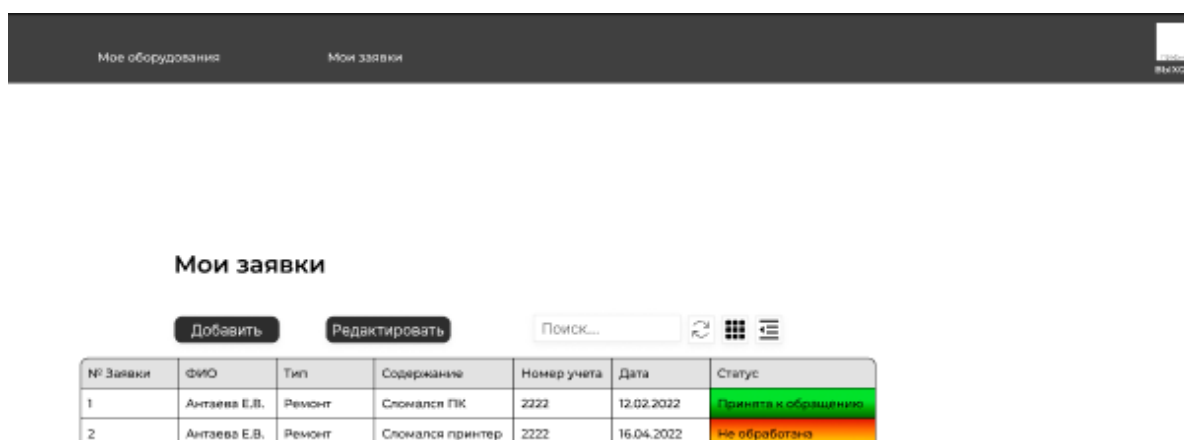 Мое оборудования Мои заявки
Мои заявки
Добавить Редактировать Поиск...
№ Заявки ФИО Тип Содержание Номер учета Дата Статус
1 Антаева Е.В. Ремонт Сломался ПК 2222 12.02.2022 Принята к обращению
2 Антаева Е.В. Ремонт Сломался принтер 2222 16.04.2022 Не обработана